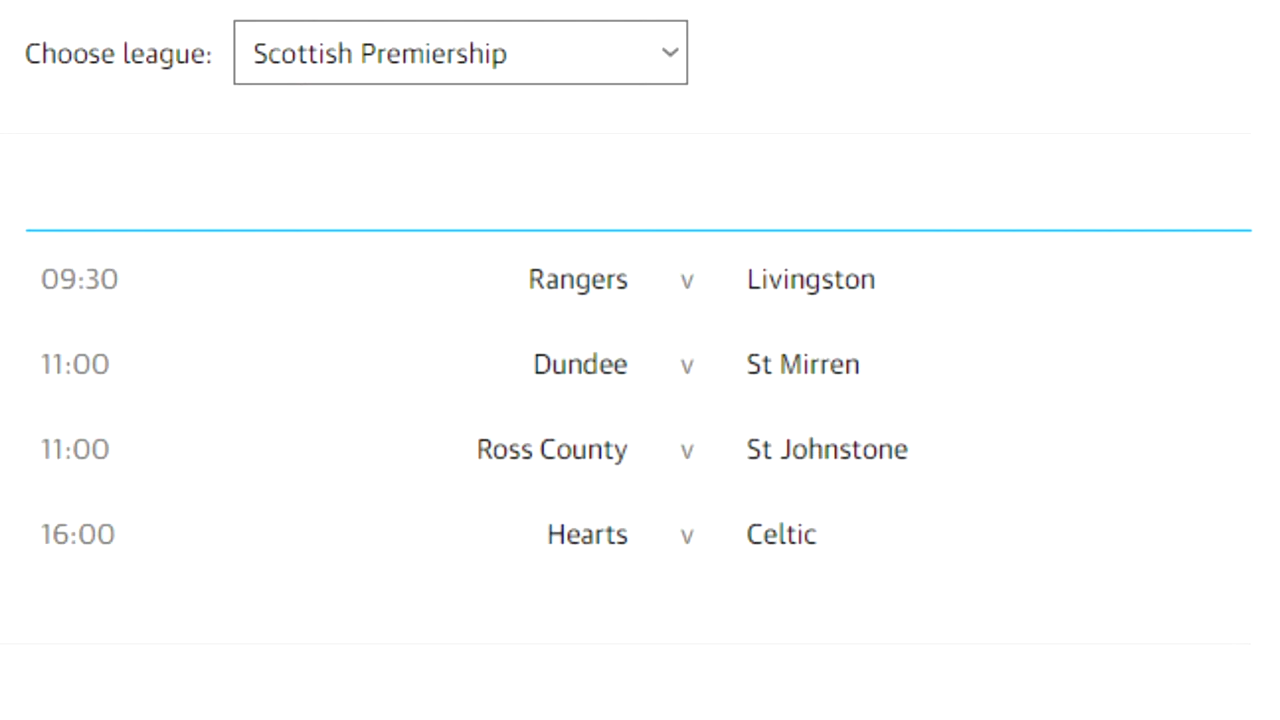 Choose league: Scottish Premiership
09:30 Rangers v Livingston
11:00 Dundee v St Mirren
11:00 Ross County v St Johnstone
16:00 Hearts v Celtic